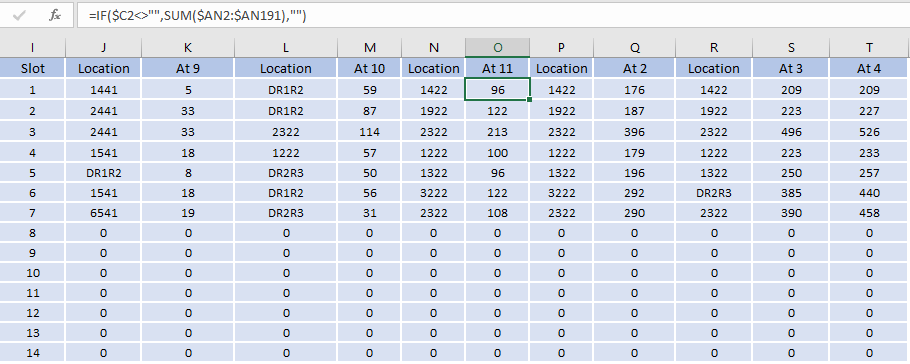 =IF($C2<>"",SUM($AN2:$AN191),"")
I J K L M N O P Q R S T
Slot Location At 9 Location At 10 Location At 11 Location At 2 Location At 3 At 4
1 1441 5 DR1R2 59 1422 96 1422 176 1422 209 209
2 2441 33 DR1R2 87 1922 122 1922 187 1922 223 227
3 2441 33 2322 114 2322 213 2322 396 2322 496 526
4 1541 18 1222 57 1222 100 1222 179 1222 223 233
5 DR1R2 8 DR2R3 50 1322 96 1322 196 1322 250 257
6 1541 18 DR1R2 56 3222 122 3222 292 DR2R3 385 440
7 6541 19 DR2R3 31 2322 108 2322 290 2322 390 458
8 0 0 0 0 0 0 0 0 0 0 0
9 0 0 0 0 0 0 0 0 0 0 0
10 0 0 0 0 0 0 0 0 0 0 0
11 0 0 0 0 0 0 0 0 0 0 0
12 0 0 0 0 0 0 0 0 0 0 0
13 0 0 0 0 0 0 0 0 0 0 0
14 0 0 0 0 0 0 0 0 0 0 0